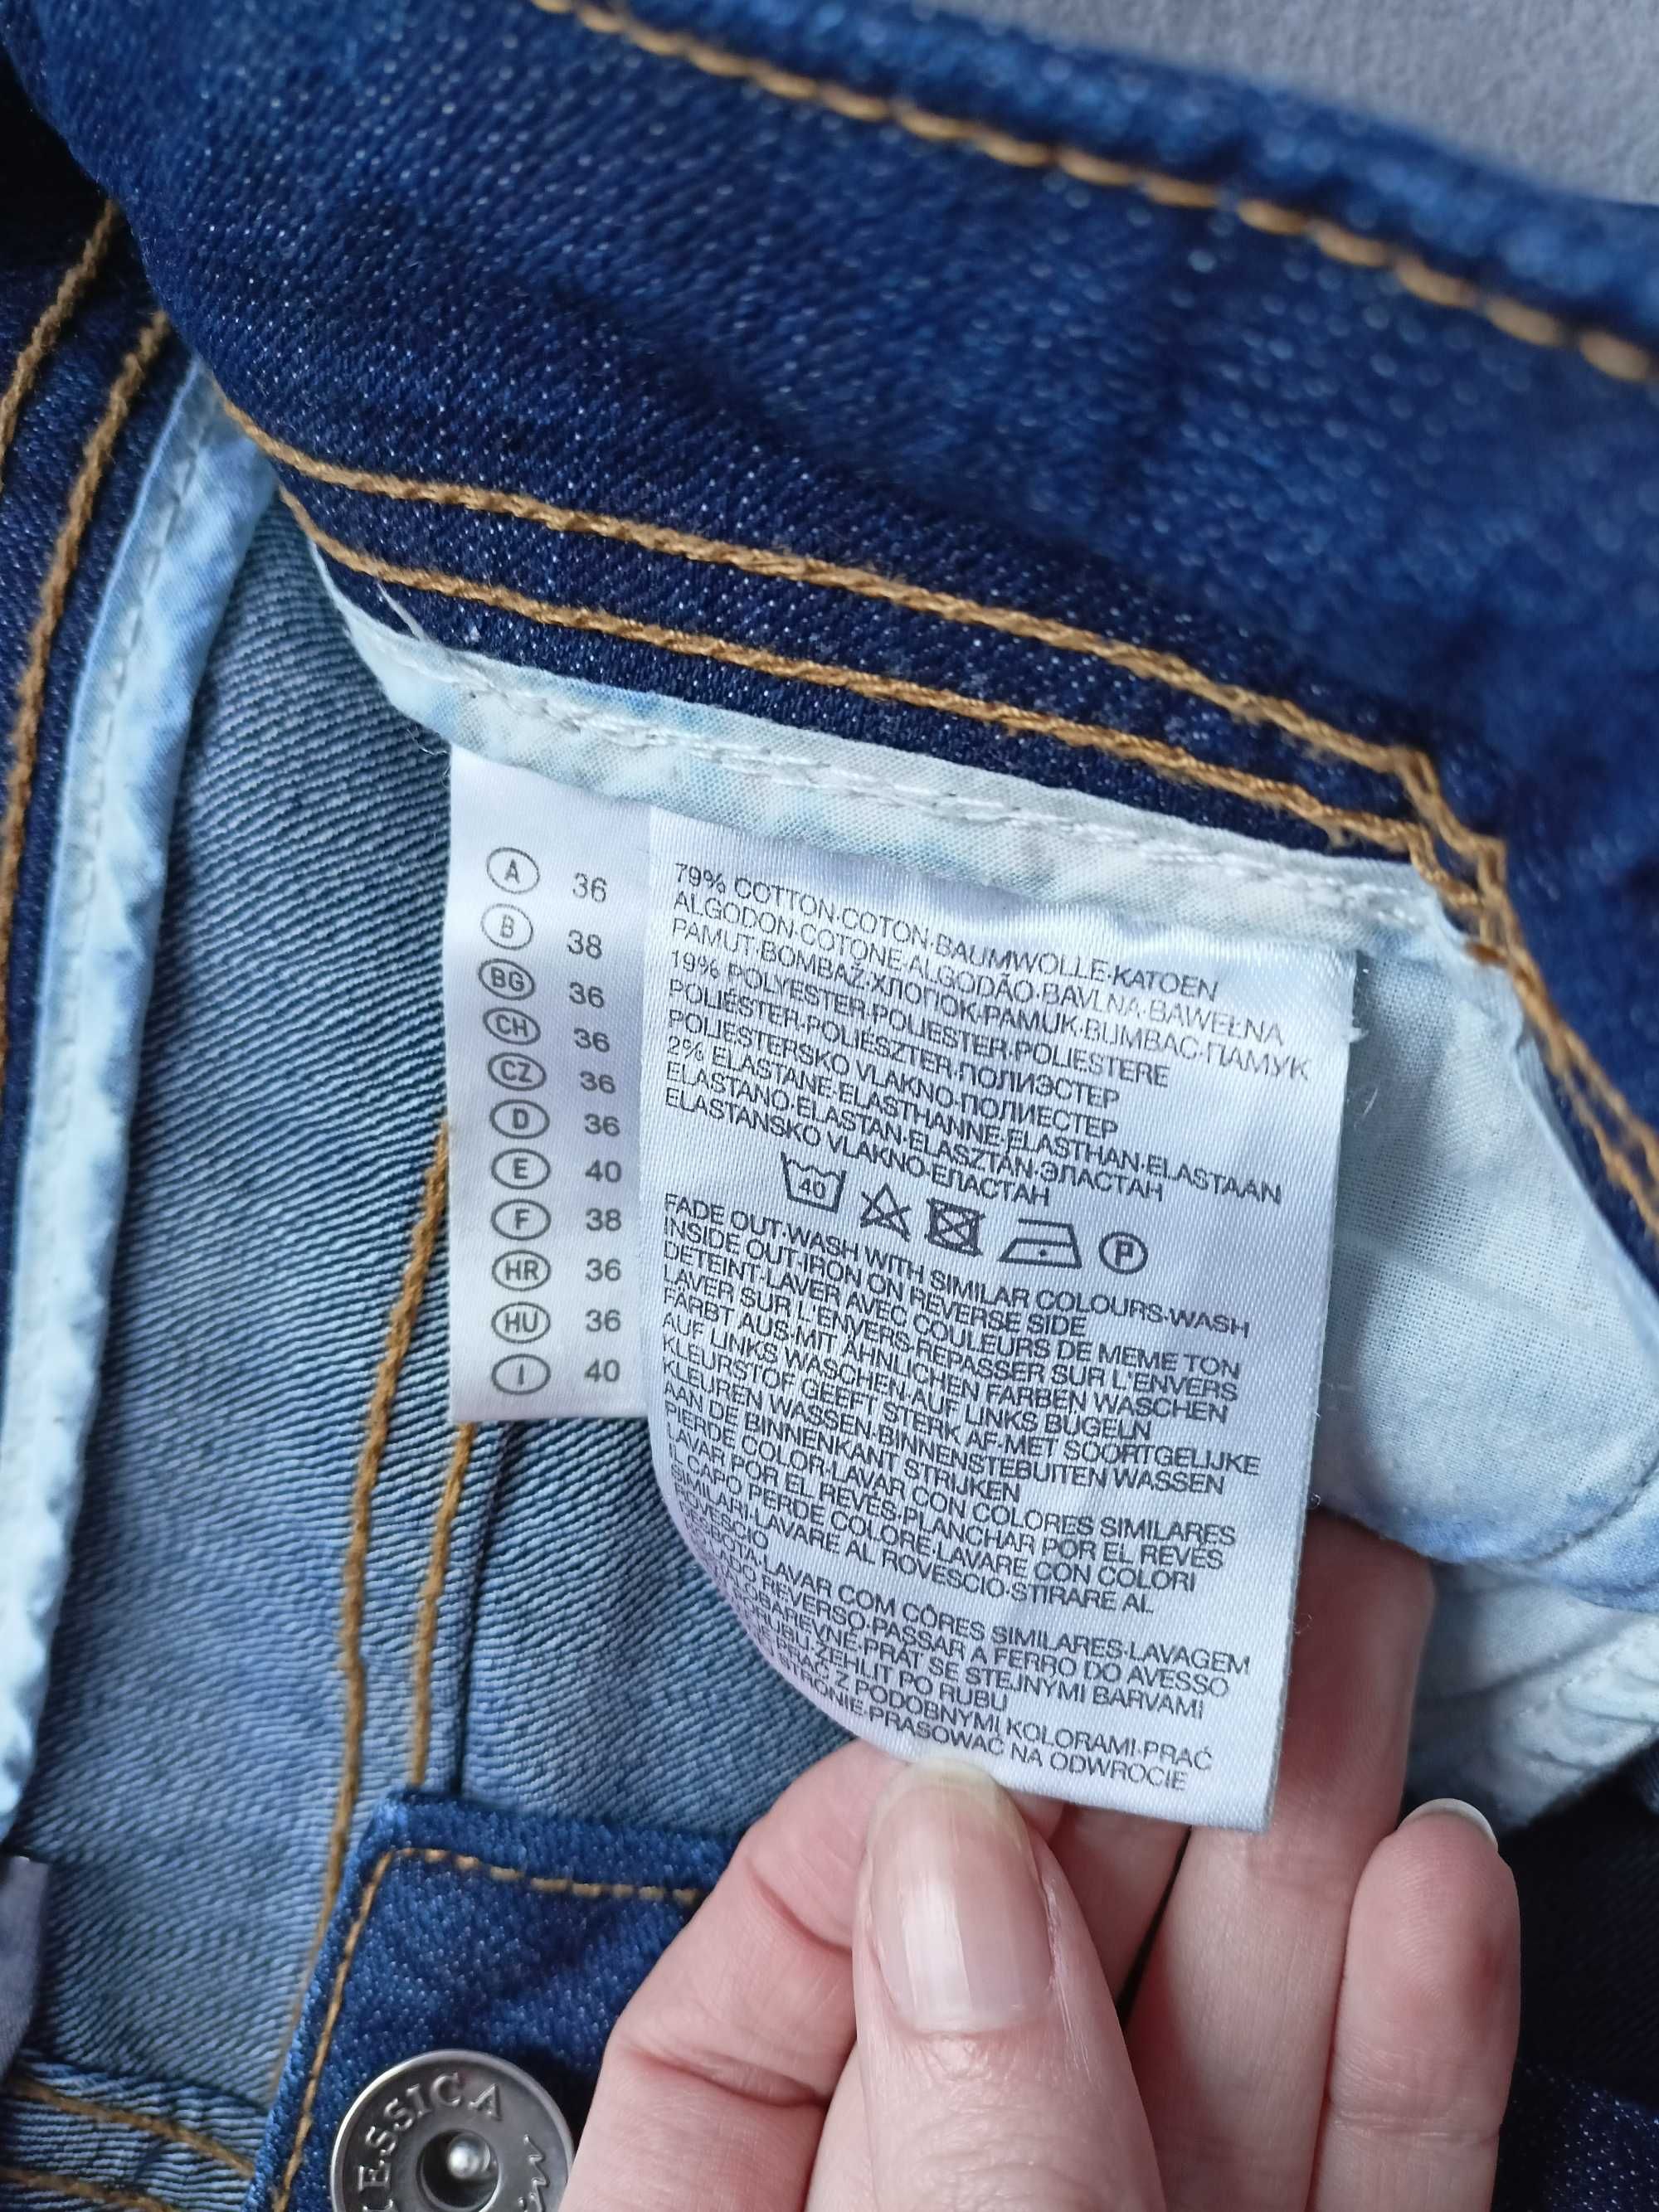 A 36
B 38
BG 36
CH 36
CZ 36
D 36
E 40
F 38
HR 36
HU 36
I 40
79% COTTON·COTON·BAUMWOLLE·KATOEN
ALGODON·COTONE·ALGODÃO·BAVLNA·BAWEŁNA
PAMUT·BOMBAŽ·ХЛОПОК·PAMUK·BUMBAC·ПАМУК
19% POLYESTER·POLIESTER·POLIESTERE
POLIÉSTER·POLIÉSZTER·ПОЛИЭСТЕР
POLIESTERSKO VLAKNO·ПОЛИЕСТЕР
2% ELASTANE·ELASTHANNE·ELASTHAN·ELASTAAN
ELASTANO·ELASTAN·ELASZTÁN·ЭЛАСТАН
ELASTANSKO VLAKNO·ЕЛАСТАН
40 P
FADE OUT·WASH WITH SIMILAR COLOURS·WASH
INSIDE OUT·IRON ON REVERSE SIDE
DETEINT·LAVER AVEC COULEURS DE MEME TON
LAVER SUR L'ENVERS·REPASSER SUR L'ENVERS
FÄRBT AUS·MIT ÄHNLICHEN FARBEN WASCHEN
AUF LINKS WASCHEN·AUF LINKS BÜGELN
KLEURSTOF GEEFT STERK AF·MET SOORTGELIJKE
KLEUREN WASSEN·BINNENSTEBUITEN WASSEN
AAN DE BINNENKANT STRIJKEN
PIERDE COLOR·LAVAR CON COLORES SIMILARES
LAVAR POR EL REVÉS·PLANCHAR POR EL REVÉS
IL CAPO PERDE COLORE·LAVARE CON COLORI
SIMILARI·LAVARE AL ROVESCIO·STIRARE AL
ROVESCIO
DESBOTA·LAVAR COM CÔRES SIMILARES·LAVAGEM
REVERSO·PASSAR A FERRO DO AVESSO
PRÁT SE STEJNÝMI BARVAMI
RUBU·ŽEHLIT PO RUBU
PRAĆ Z PODOBNYMI KOLORAMI·PRAĆ
STRONIE·PRASOWAĆ NA ODWROCIE
JESSICA